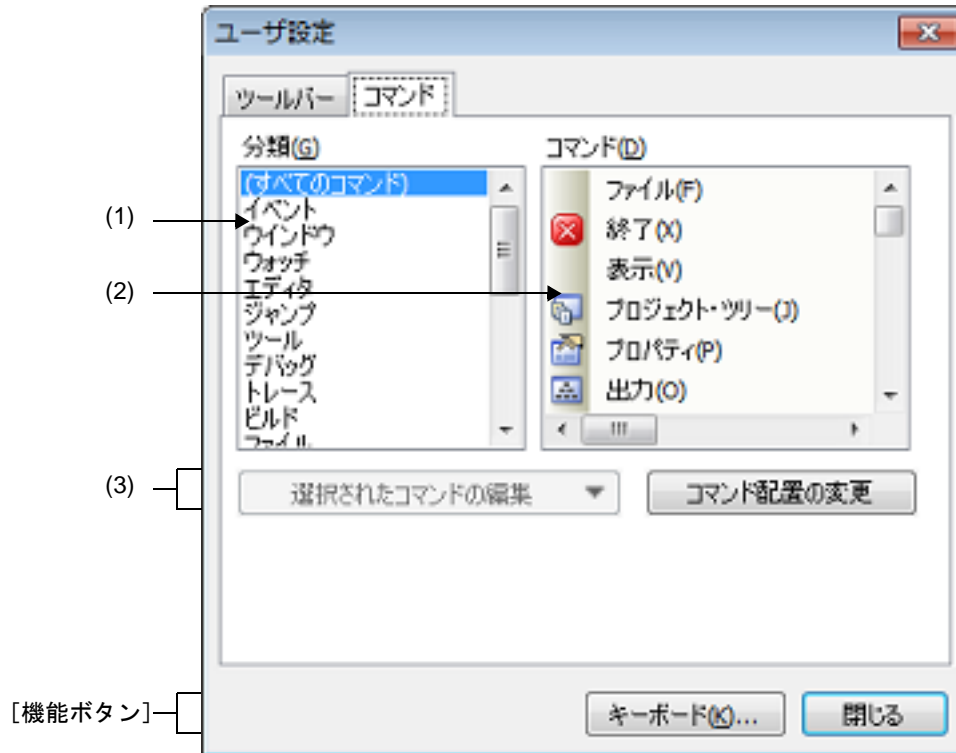 ユーザ設定
ツールバー
コマンド
分類(G)
(すべてのコマンド)
イベント
ウインドウ
ウォッチ
エディタ
ジャンプ
ツール
デバッグ
トレース
ビルド
ファイル
コマンド(D)
ファイル(F)
終了(X)
表示(V)
プロジェクト・ツリー(J)
プロパティ(P)
出力(O)
(1)
(2)
(3)
選択されたコマンドの編集
コマンド配置の変更
[機能ボタン]
キーボード(K)...
閉じる